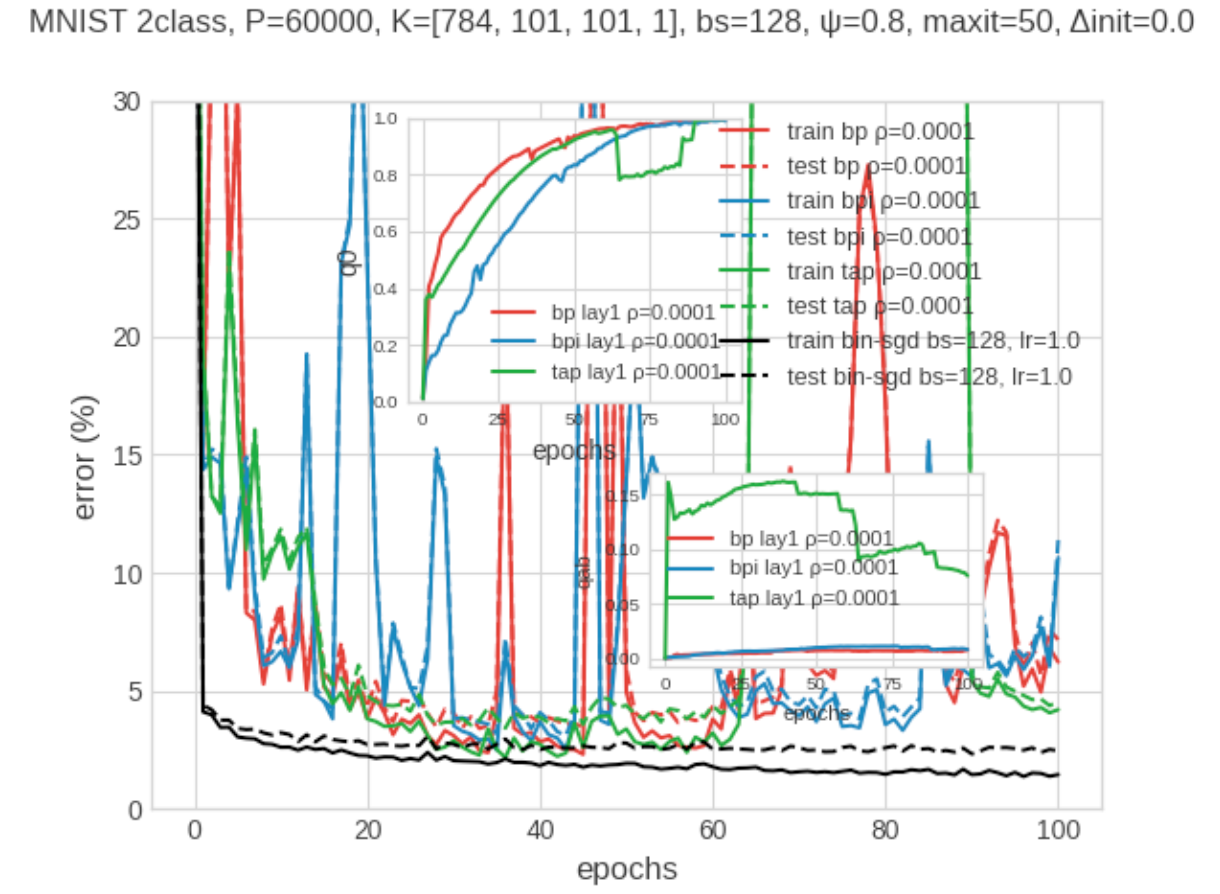 MNIST 2class, P=60000, K=[784, 101, 101, 1], bs=128, ψ=0.8, maxit=50, Δinit=0.0
error (%)
30
25
20
15
10
5
0
0 20 40 60 80 100
epochs
train bp ρ=0.0001
test bp ρ=0.0001
train bpi ρ=0.0001
test bpi ρ=0.0001
train tap ρ=0.0001
test tap ρ=0.0001
train bin-sgd bs=128, lr=1.0
test bin-sgd bs=128, lr=1.0
q0
1.0
0.8
0.6
0.4
0.2
0.0
bp lay1 ρ=0.0001
bpi lay1 ρ=0.0001
tap lay1 ρ=0.0001
0 25 50 75 100
epochs
qab
0.15
0.10
0.05
0.00
bp lay1 ρ=0.0001
bpi lay1 ρ=0.0001
tap lay1 ρ=0.0001
0 25 50 75 100
epochs